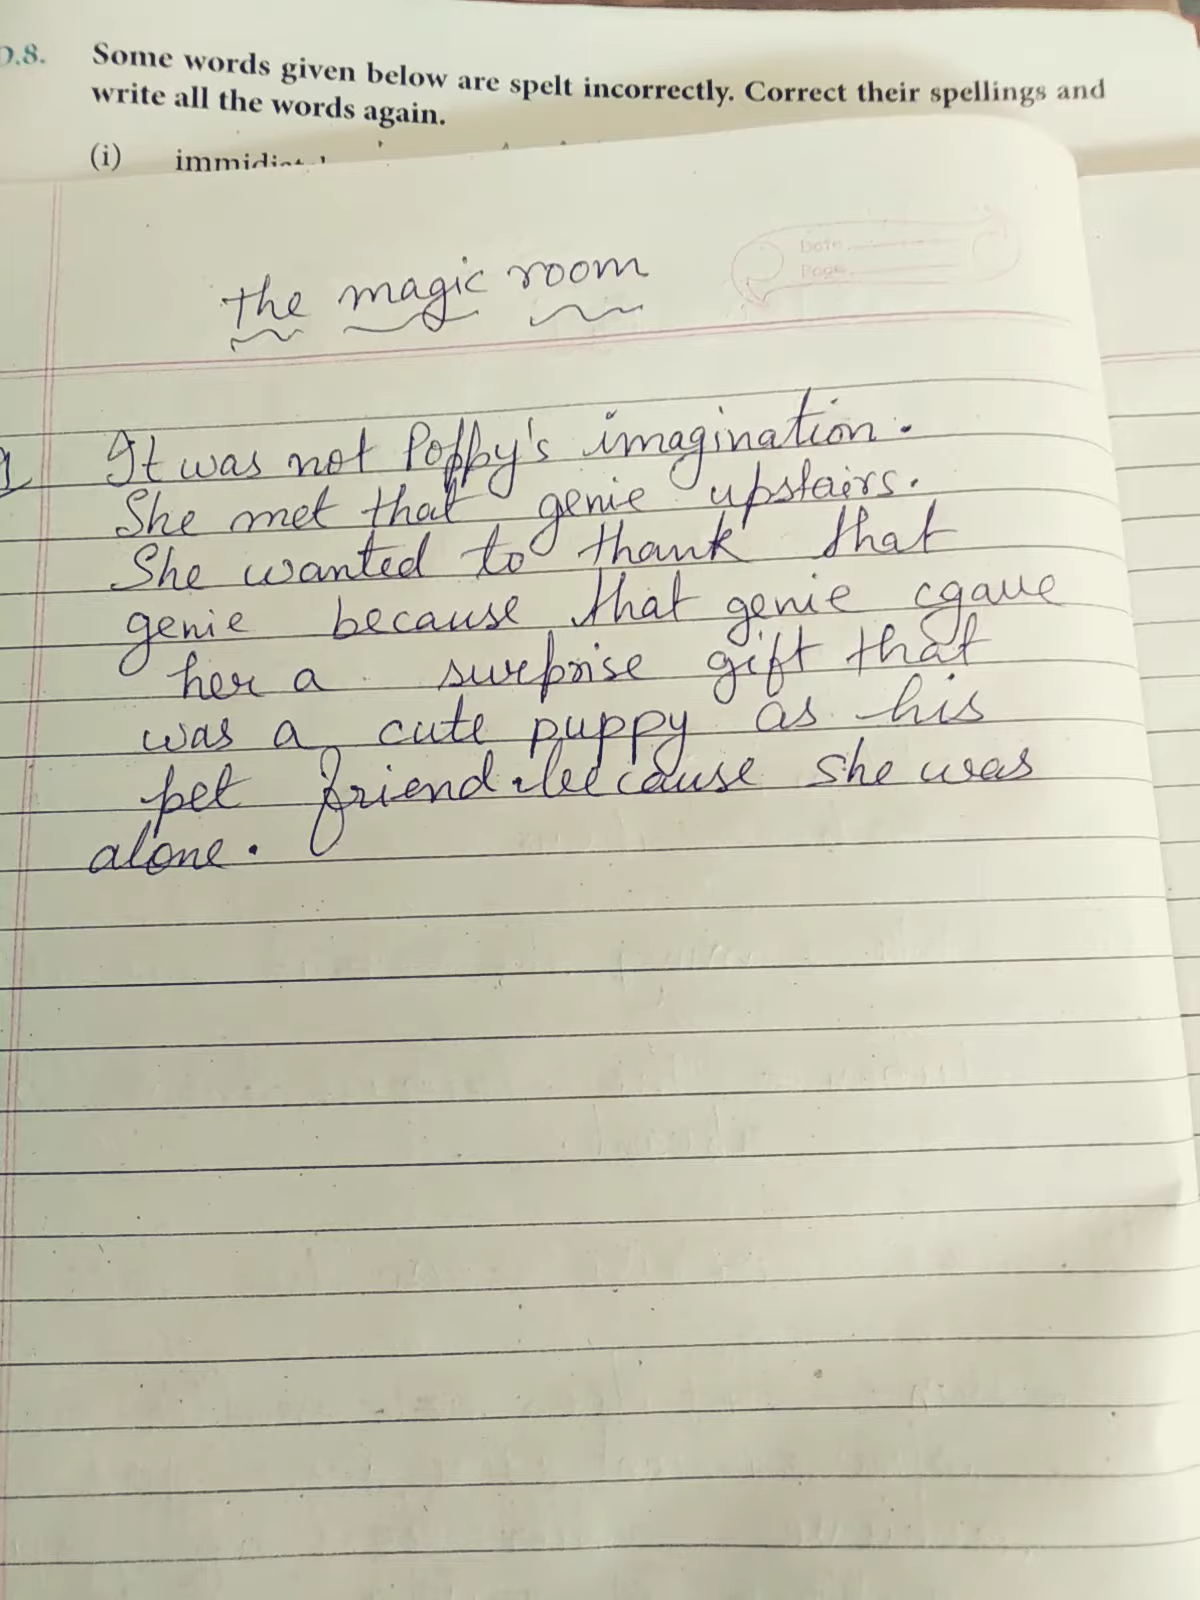 Q.8. Some words given below are spelt incorrectly. Correct their spellings and
write all the words again.
(i)
the magic room
Date
Page
1 It was not Poppy's imagination.
She met that genie upstairs.
She wanted to thank that
genie because that genie cgave
her a surprise gift that
was a cute puppy as his
pet friend because she was
alone.